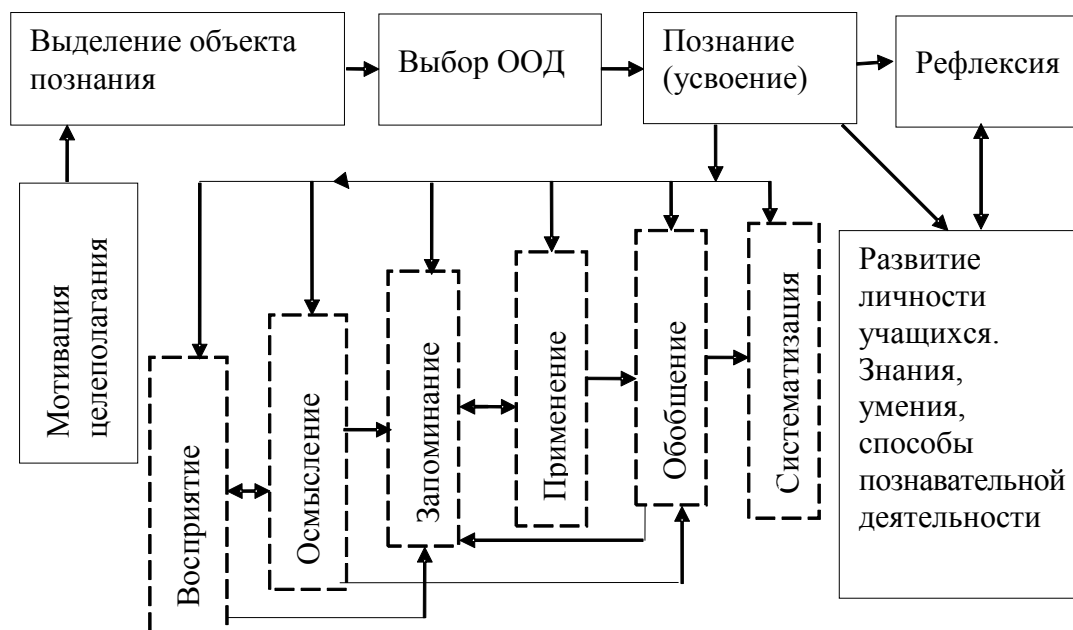 Выделение объекта
познания
Выбор ООД
Познание
(усвоение)
Рефлексия
Мотивация
целеполагания
Восприятие
Осмысление
Запоминание
Применение
Обобщение
Систематизация
Развитие
личности
учащихся.
Знания,
умения,
способы
познавательной
деятельности